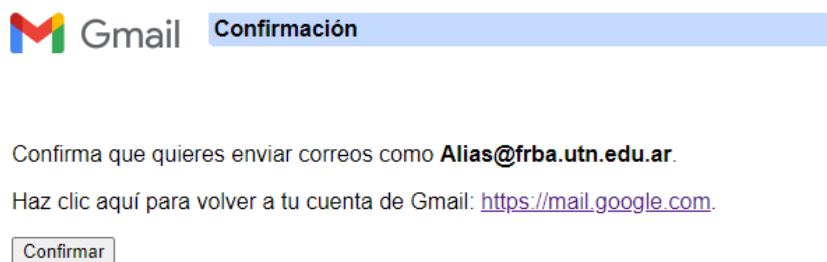 Gmail Confirmación
Confirma que quieres enviar correos como Alias@frba.utn.edu.ar.
Haz clic aquí para volver a tu cuenta de Gmail: https://mail.google.com.
Confirmar